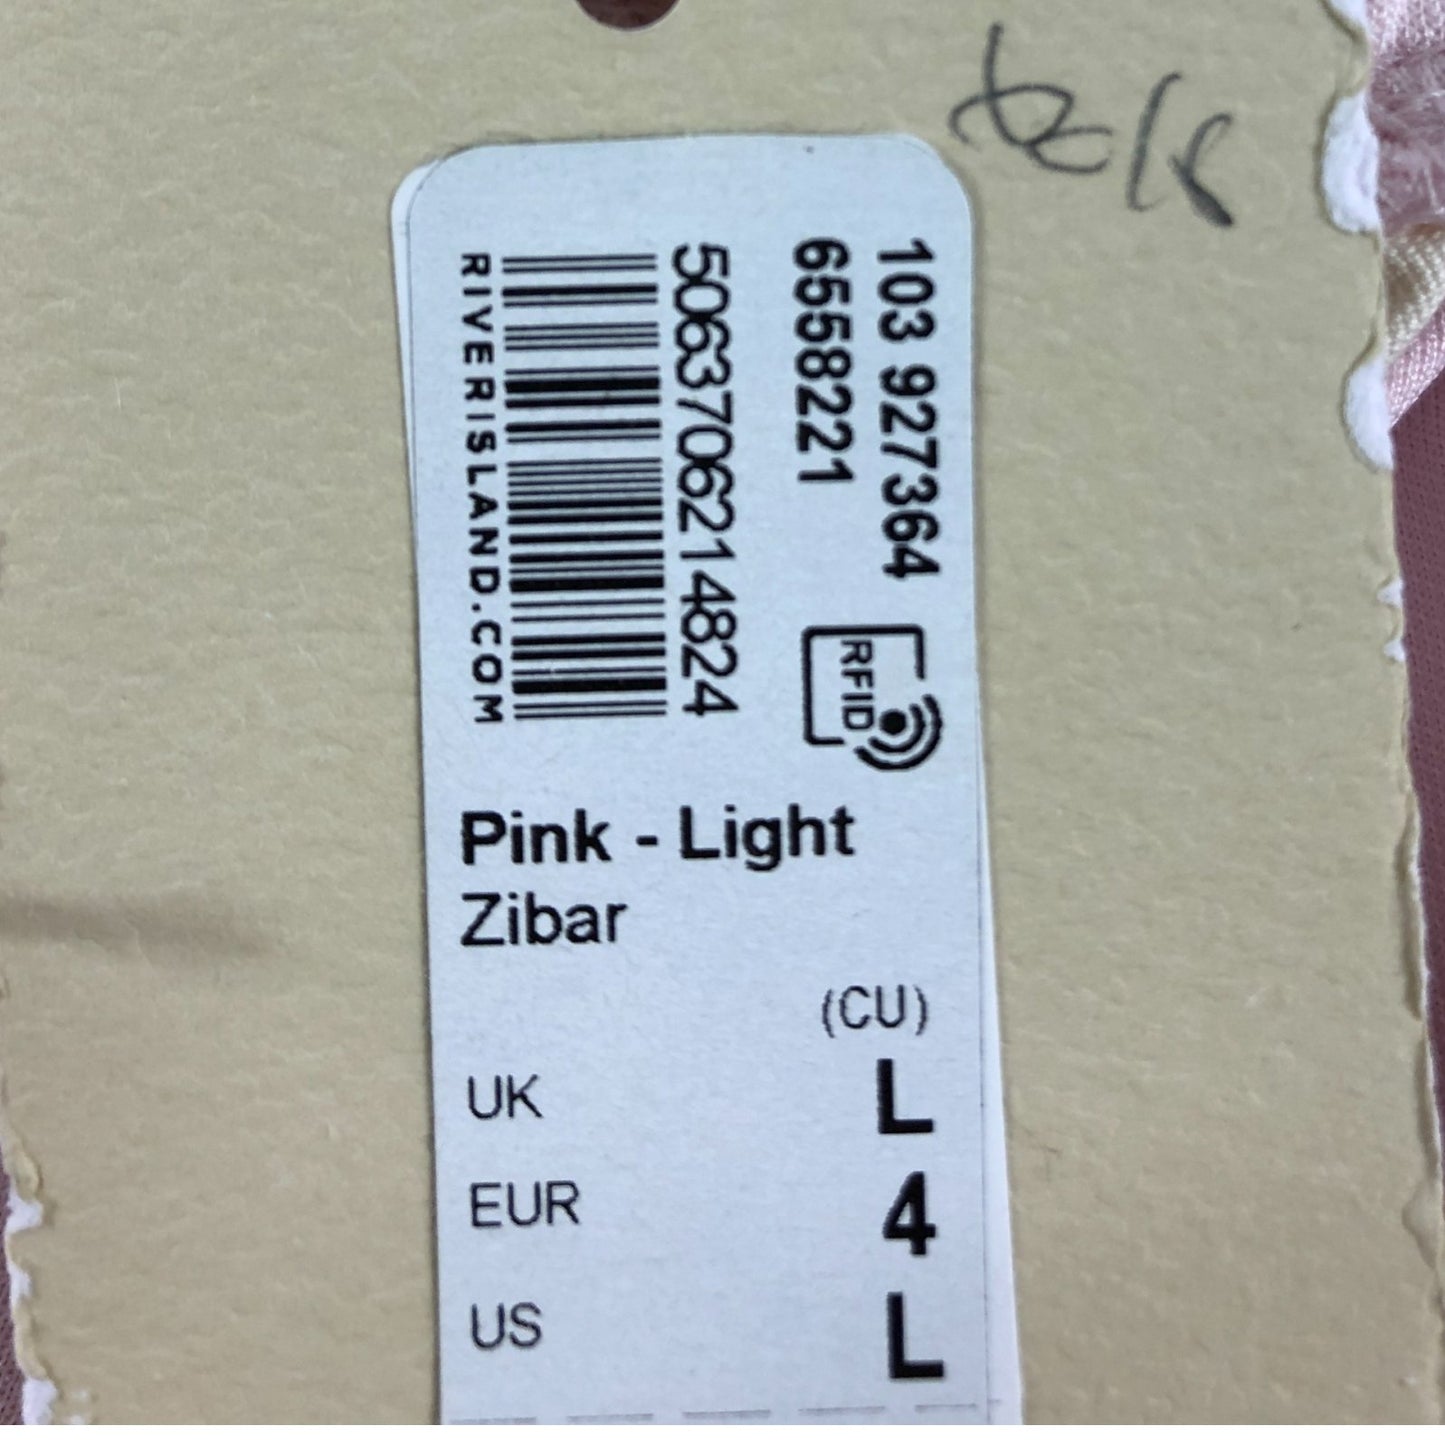 103 927364
6558221
5063706214824
RIVERISLAND.COM
RFID
Pink - Light
Zibar
(CU)
UK L
EUR 4
US L